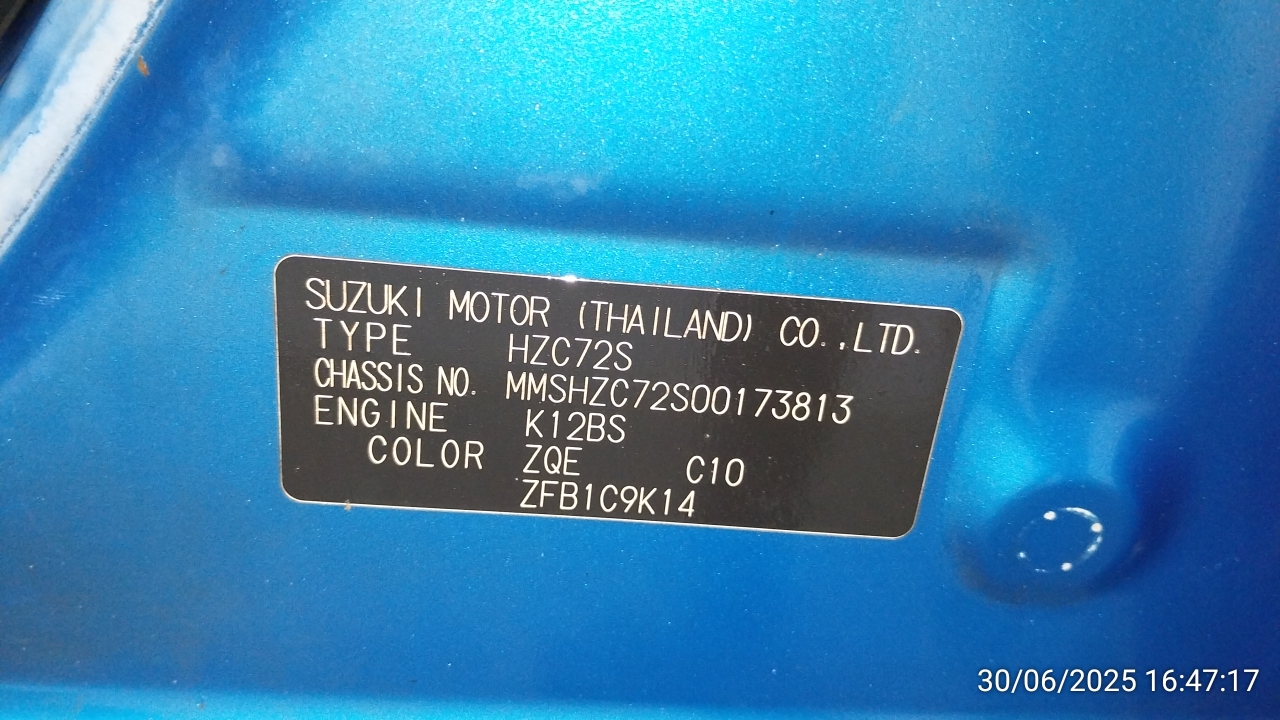 SUZUKI MOTOR (THAILAND) CO.,LTD.
TYPE HZC72S
CHASSIS NO. MMSHZC72S00173813
ENGINE K12BS
COLOR ZQE C10
ZFB1C9K14
30/06/2025 16:47:17